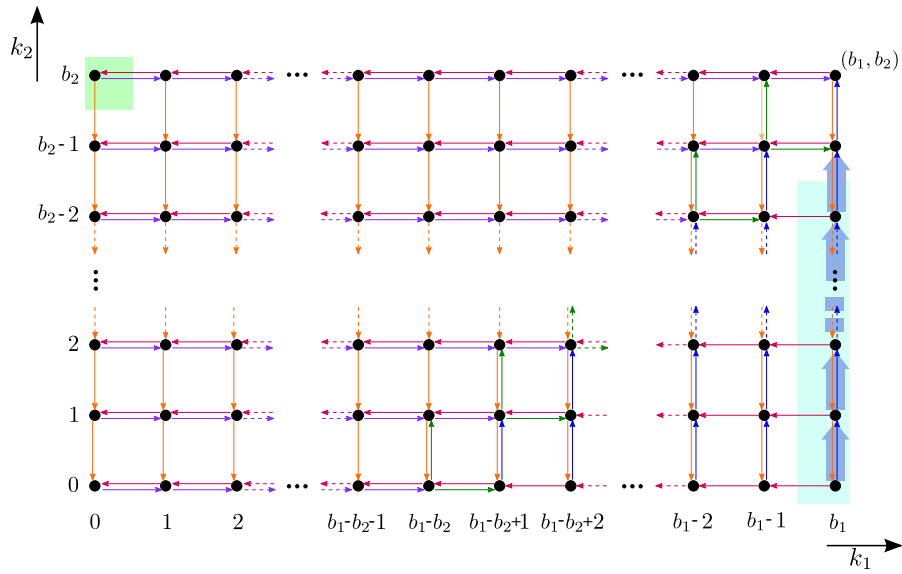 k₂
b₂
(b₁, b₂)
b₂-1
b₂-2
2
1
0
0 1 2 b₁-b₂-1 b₁-b₂ b₁-b₂+1 b₁-b₂+2 b₁-2 b₁-1 b₁
k₁